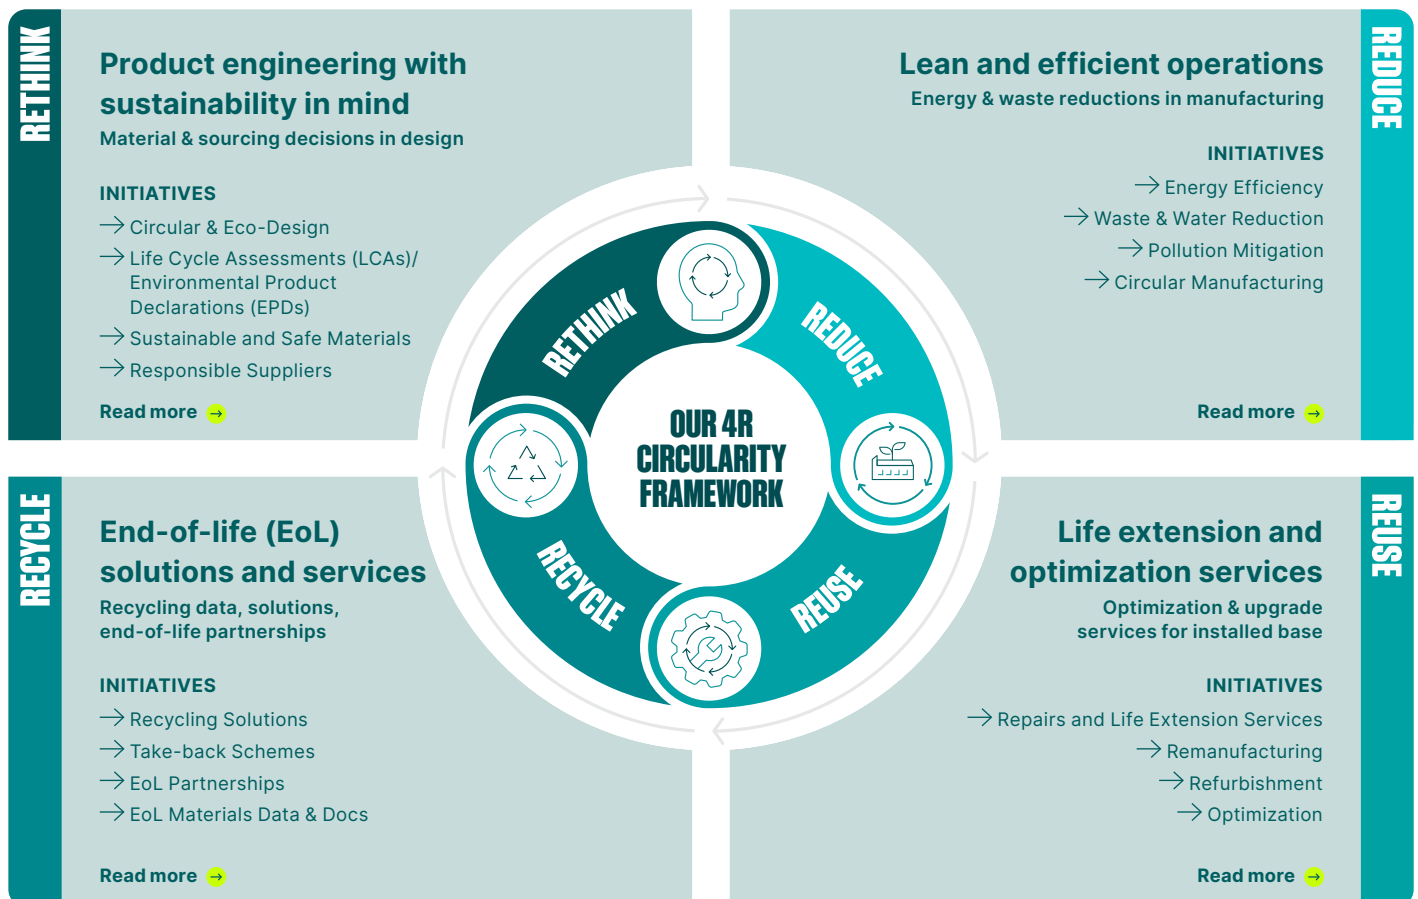 RETHINK
Product engineering with
sustainability in mind
Material & sourcing decisions in design
INITIATIVES
→ Circular & Eco-Design
→ Life Cycle Assessments (LCAs)/
Environmental Product
Declarations (EPDs)
→ Sustainable and Safe Materials
→ Responsible Suppliers
Read more →
REDUCE
Lean and efficient operations
Energy & waste reductions in manufacturing
INITIATIVES
→ Energy Efficiency
→ Waste & Water Reduction
→ Pollution Mitigation
→ Circular Manufacturing
Read more →
RETHINK
REDUCE
OUR 4R
CIRCULARITY
FRAMEWORK
RECYCLE
REUSE
RECYCLE
End-of-life (EoL)
solutions and services
Recycling data, solutions,
end-of-life partnerships
INITIATIVES
→ Recycling Solutions
→ Take-back Schemes
→ EoL Partnerships
→ EoL Materials Data & Docs
Read more →
REUSE
Life extension and
optimization services
Optimization & upgrade
services for installed base
INITIATIVES
→ Repairs and Life Extension Services
→ Remanufacturing
→ Refurbishment
→ Optimization
Read more →